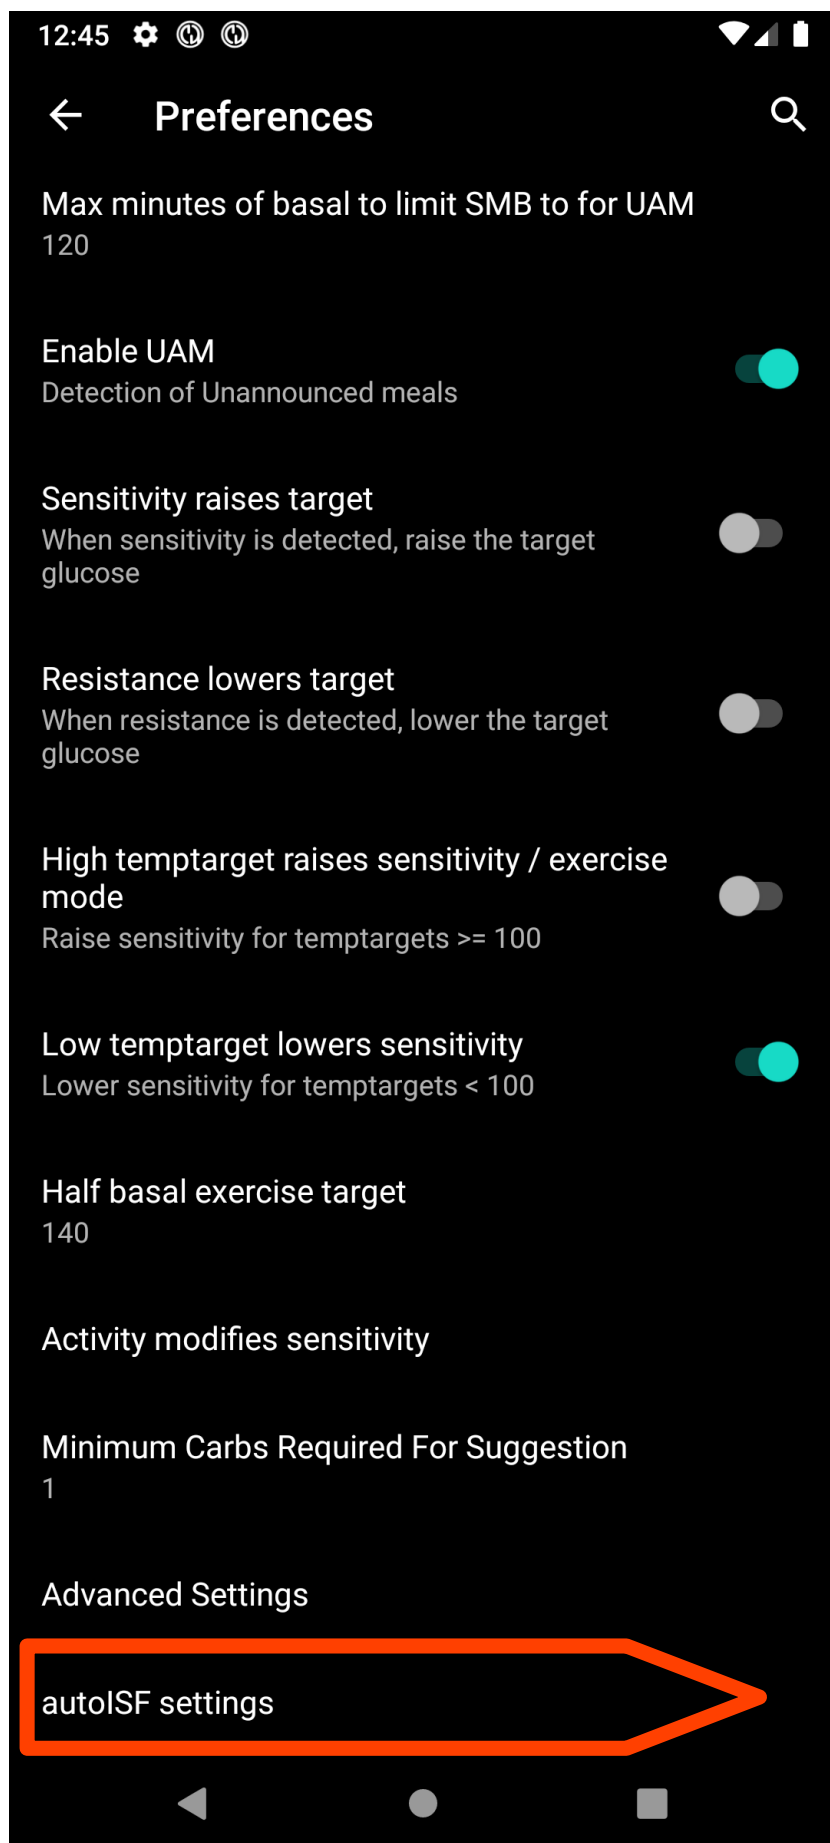 12:45
Preferences
Max minutes of basal to limit SMB to for UAM
120
Enable UAM
Detection of Unannounced meals
Sensitivity raises target
When sensitivity is detected, raise the target
glucose
Resistance lowers target
When resistance is detected, lower the target
glucose
High temptarget raises sensitivity / exercise
mode
Raise sensitivity for temptargets >= 100
Low temptarget lowers sensitivity
Lower sensitivity for temptargets < 100
Half basal exercise target
140
Activity modifies sensitivity
Minimum Carbs Required For Suggestion
1
Advanced Settings
autoISF settings